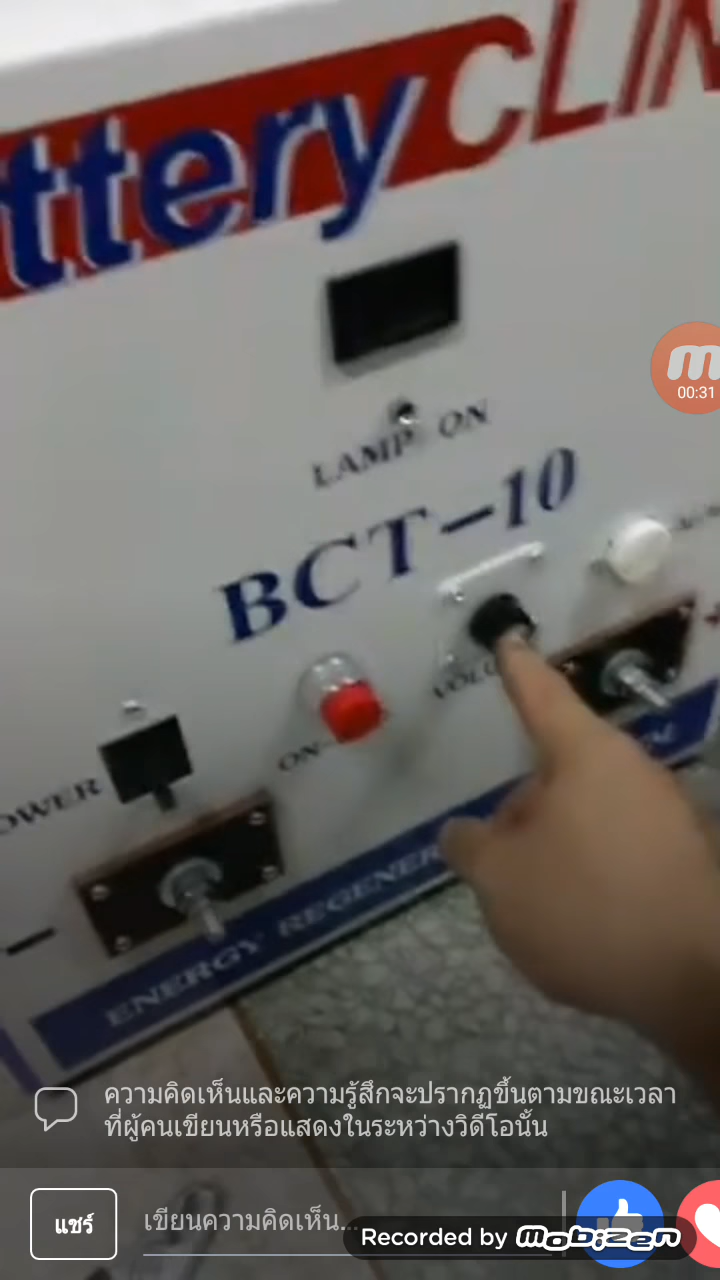 ttery CLIN
LAMP ON
BCT-10
ON
VOLU
OWER
+
-
ENERGY REGENER
00:31
ความคิดเห็นและความรู้สึกจะปรากฏขึ้นตามขณะเวลา
ที่ผู้คนเขียนหรือแสดงในระหว่างวิดีโอนั้น
แชร์
เขียนความคิดเห็น...
Recorded by mobizen